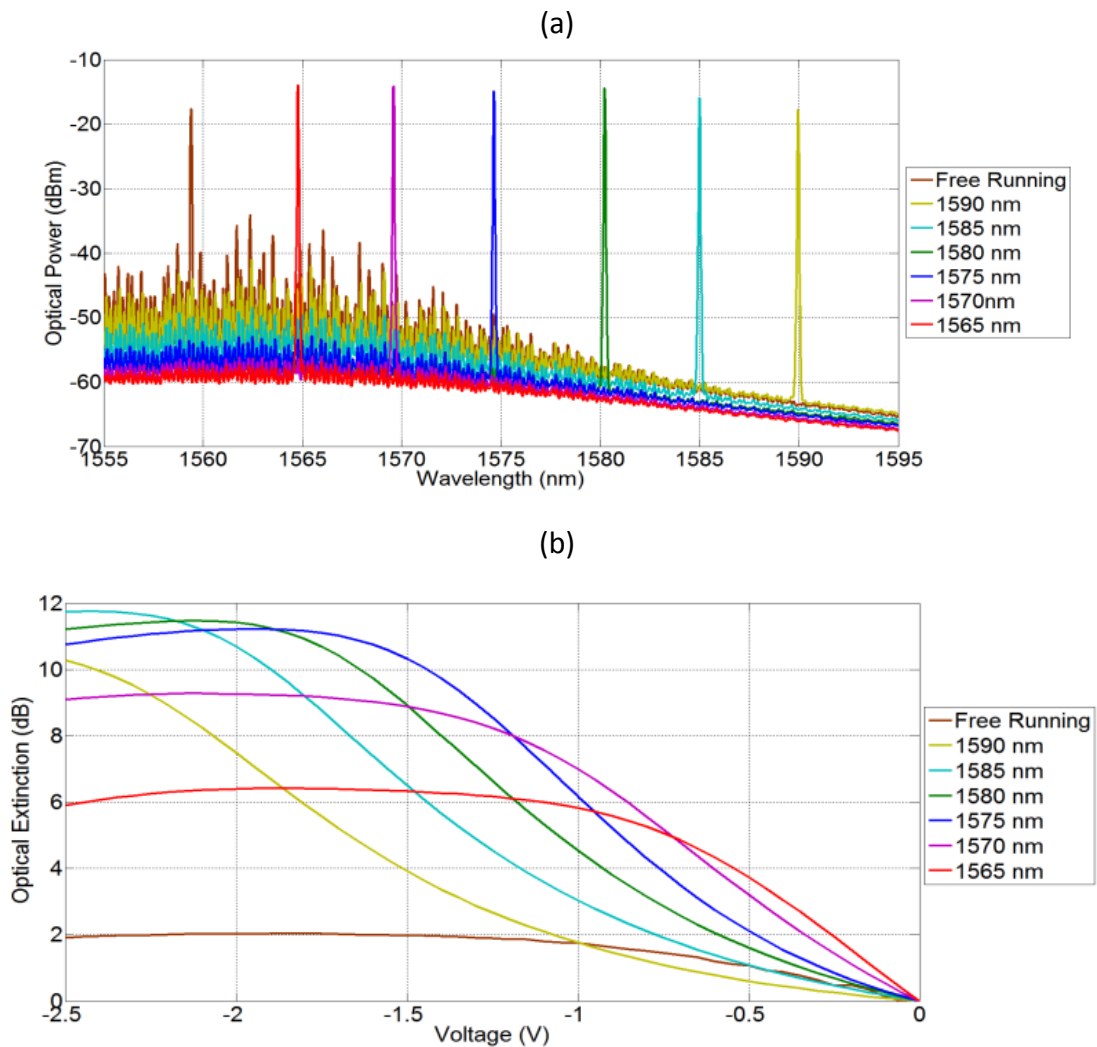 (a)
-10
-20
-30
-40
-50
-60
-70
Optical Power (dBm)
1555 1560 1565 1570 1575 1580 1585 1590 1595
Wavelength (nm)
Free Running
1590 nm
1585 nm
1580 nm
1575 nm
1570nm
1565 nm
(b)
12
10
8
6
4
2
0
Optical Extinction (dB)
-2.5 -2 -1.5 -1 -0.5 0
Voltage (V)
Free Running
1590 nm
1585 nm
1580 nm
1575 nm
1570 nm
1565 nm